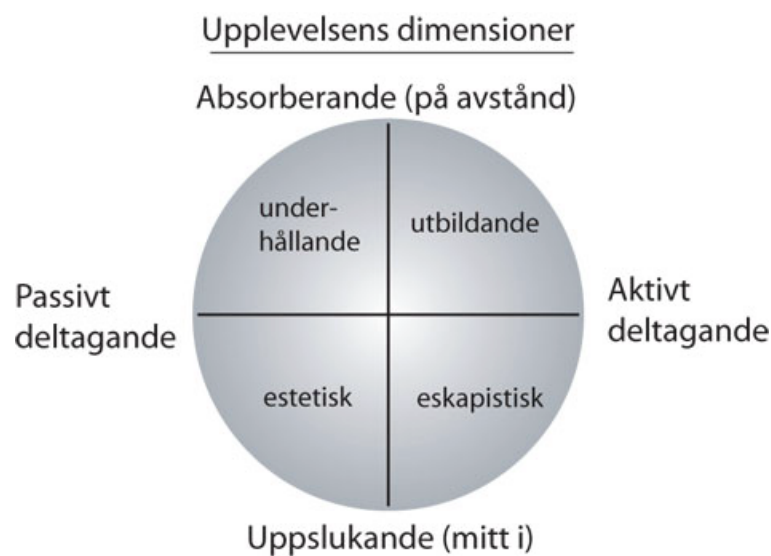 Upplevelsens dimensioner
Absorberande (på avstånd)
under-
hållande
utbildande
Passivt
deltagande
Aktivt
deltagande
estetisk
eskapistisk
Uppslukande (mitt i)